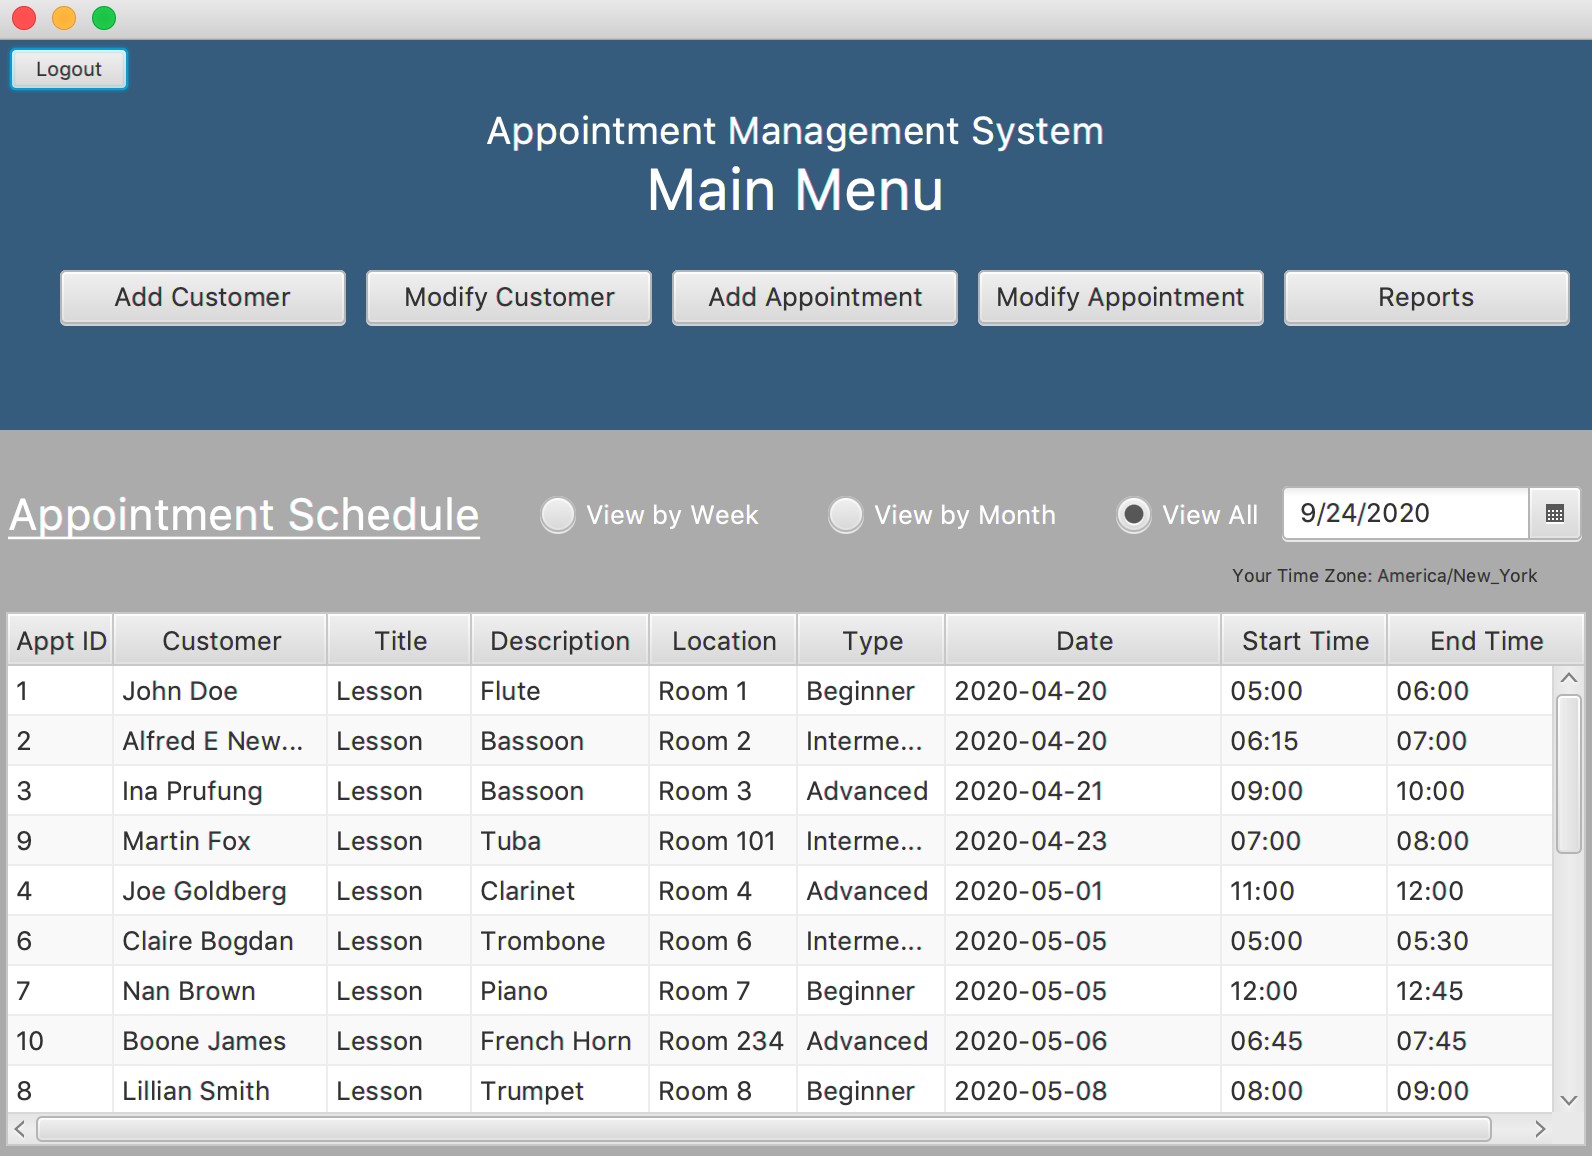 Logout
Appointment Management System
Main Menu
Add Customer Modify Customer Add Appointment Modify Appointment Reports
Appointment Schedule View by Week View by Month View All 9/24/2020
Your Time Zone: America/New_York
Appt ID Customer Title Description Location Type Date Start Time End Time
1 John Doe Lesson Flute Room 1 Beginner 2020-04-20 05:00 06:00
2 Alfred E New... Lesson Bassoon Room 2 Interme... 2020-04-20 06:15 07:00
3 Ina Prufung Lesson Bassoon Room 3 Advanced 2020-04-21 09:00 10:00
9 Martin Fox Lesson Tuba Room 101 Interme... 2020-04-23 07:00 08:00
4 Joe Goldberg Lesson Clarinet Room 4 Advanced 2020-05-01 11:00 12:00
6 Claire Bogdan Lesson Trombone Room 6 Interme... 2020-05-05 05:00 05:30
7 Nan Brown Lesson Piano Room 7 Beginner 2020-05-05 12:00 12:45
10 Boone James Lesson French Horn Room 234 Advanced 2020-05-06 06:45 07:45
8 Lillian Smith Lesson Trumpet Room 8 Beginner 2020-05-08 08:00 09:00